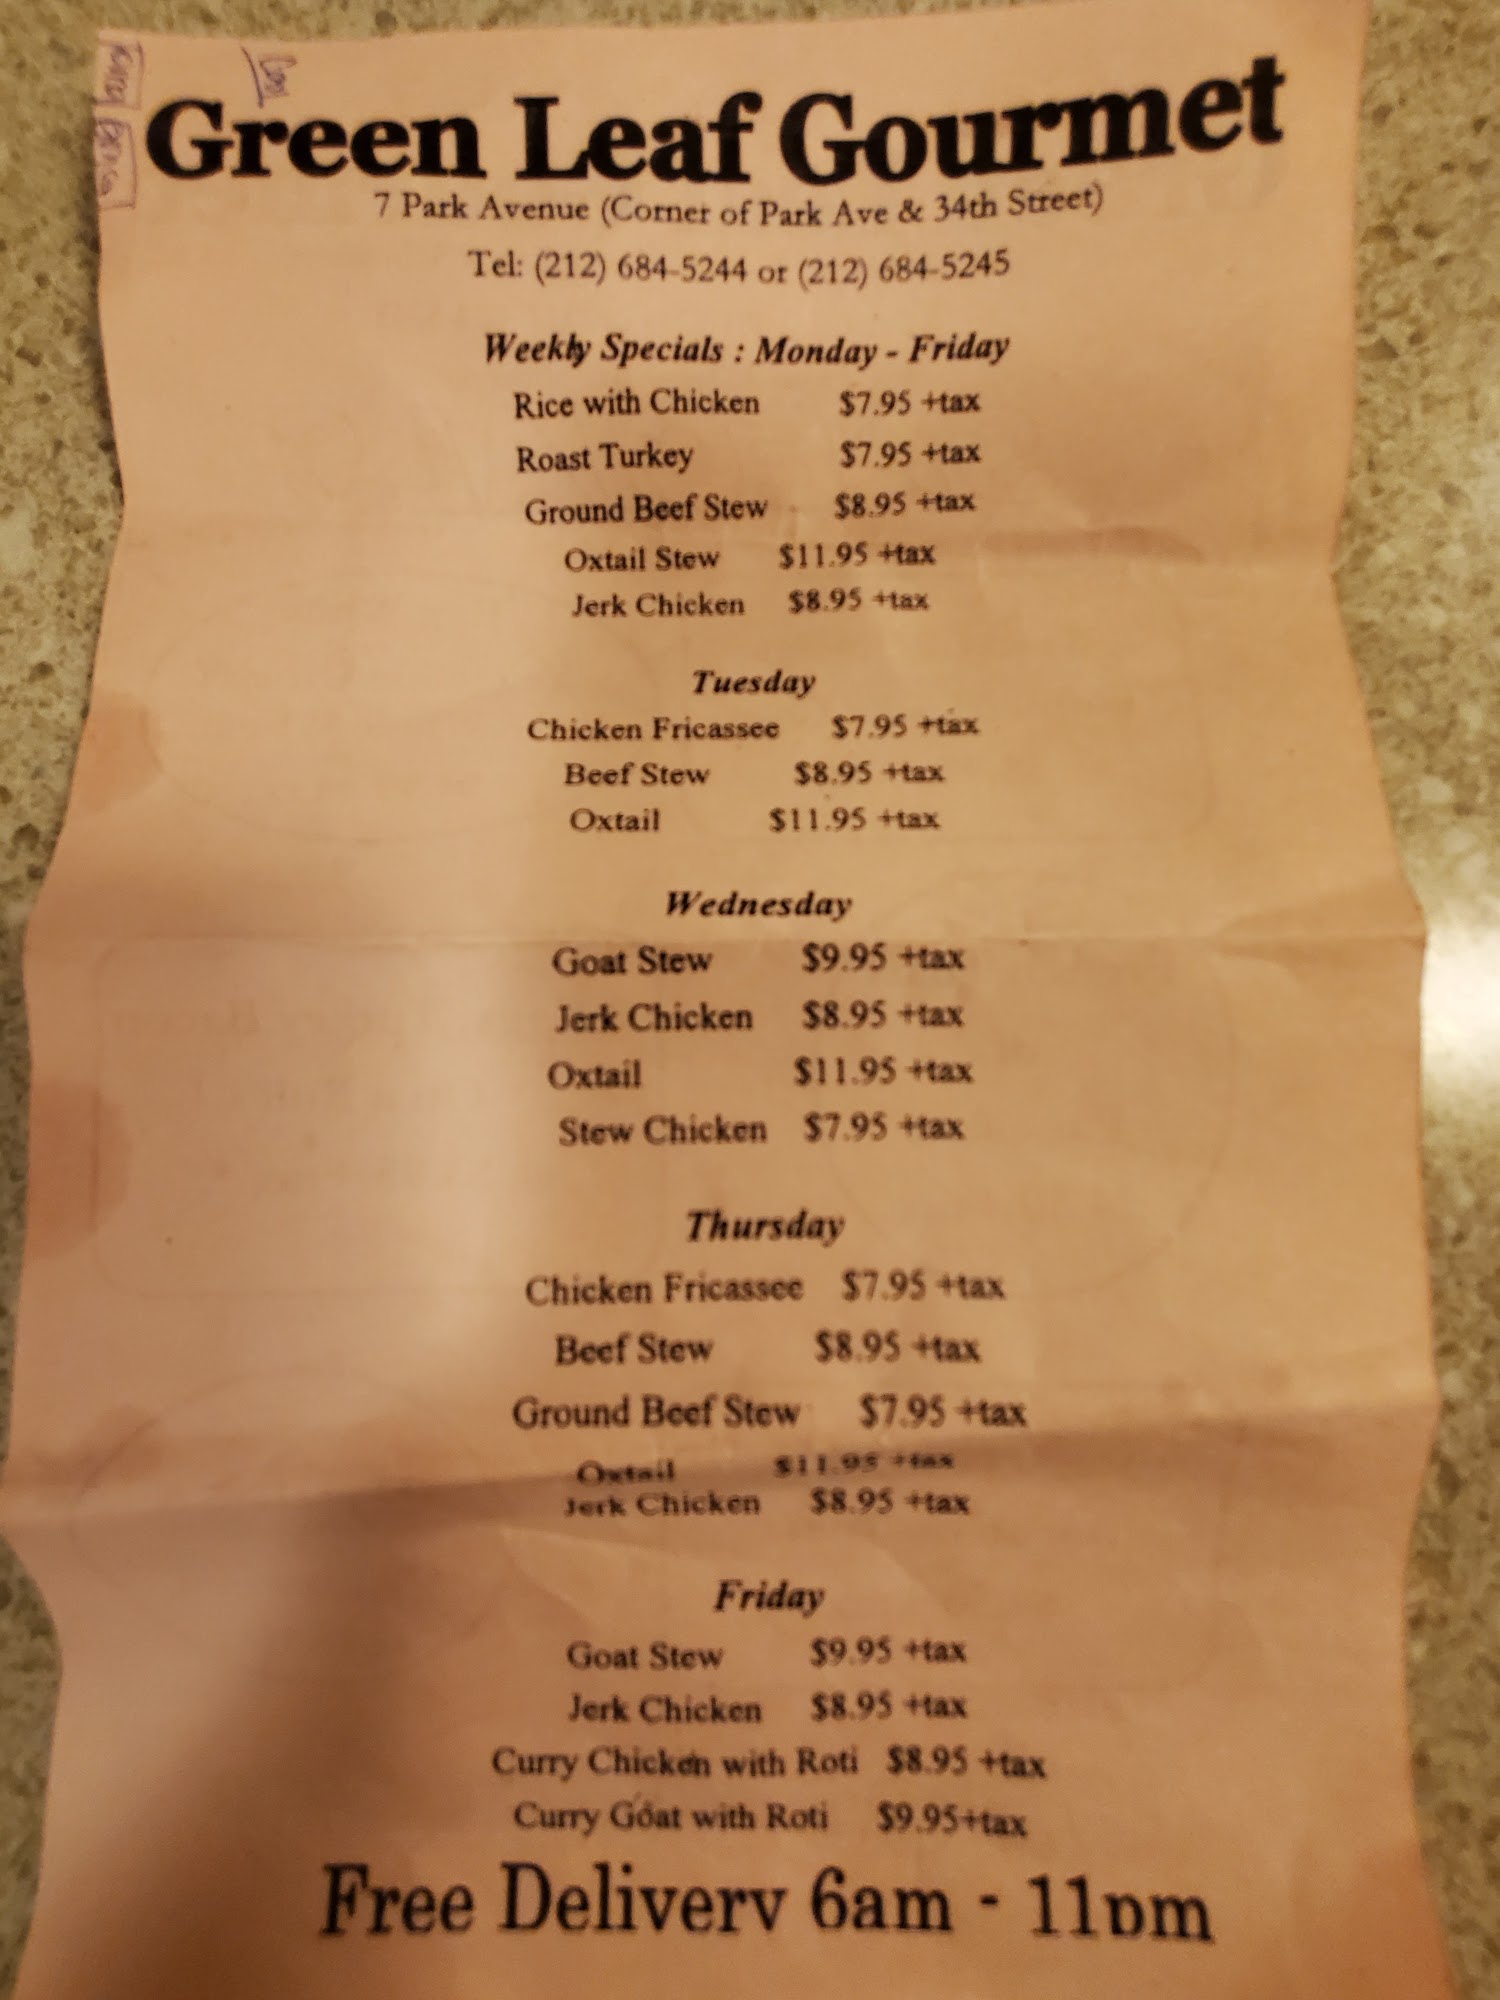 Green Leaf Gourmet
7 Park Avenue (Corner of Park Ave & 34th Street)
Tel: (212) 684-5244 or (212) 684-5245
Weekly Specials : Monday - Friday
Rice with Chicken $7.95 +tax
Roast Turkey $7.95 +tax
Ground Beef Stew $8.95 +tax
Oxtail Stew $11.95 +tax
Jerk Chicken $8.95 +tax
Tuesday
Chicken Fricassee $7.95 +tax
Beef Stew $8.95 +tax
Oxtail $11.95 +tax
Wednesday
Goat Stew $9.95 +tax
Jerk Chicken $8.95 +tax
Oxtail $11.95 +tax
Stew Chicken $7.95 +tax
Thursday
Chicken Fricassee $7.95 +tax
Beef Stew $8.95 +tax
Ground Beef Stew $7.95 +tax
Oxtail $11.95 +tax
Jerk Chicken $8.95 +tax
Friday
Goat Stew $9.95 +tax
Jerk Chicken $8.95 +tax
Curry Chicken with Roti $8.95 +tax
Curry Goat with Roti $9.95+tax
Free Delivery 6am - 11pm